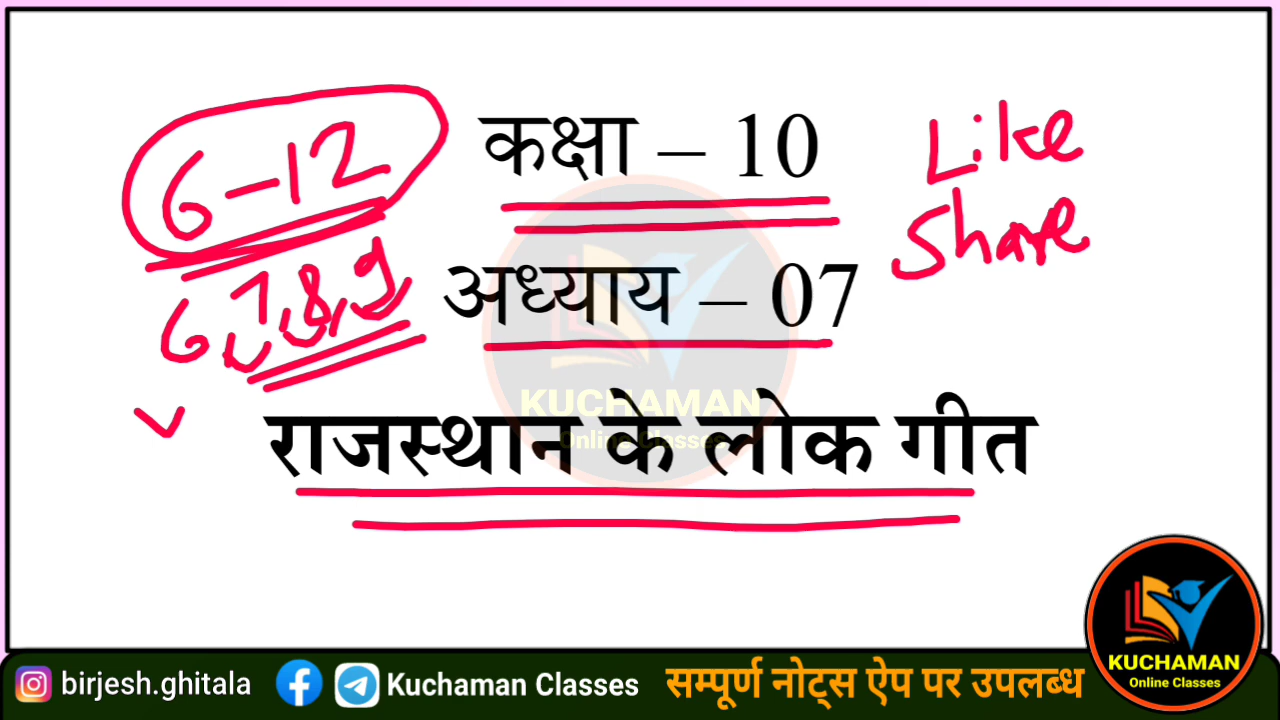 6-12
कक्षा – 10
Like
Share
6, 7, 8, 9
अध्याय – 07
KUCHAMAN
Online Classes
राजस्थान के लोक गीत
birjesh.ghitala
Kuchaman Classes
सम्पूर्ण नोट्स ऐप पर उपलब्ध
KUCHAMAN
Online Classes